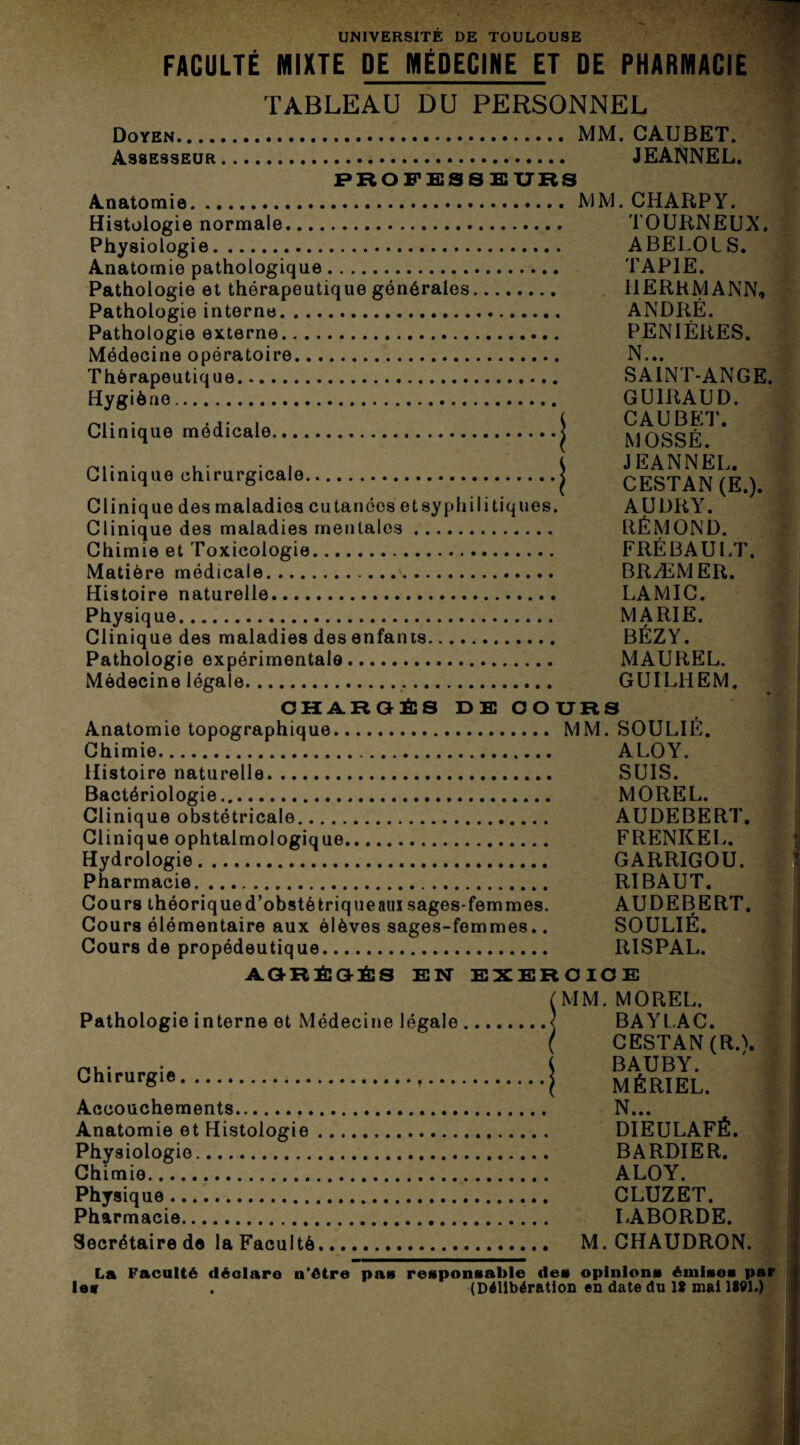 UNIVERSITÉ DE TOULOUSE
FACULTÉ MIXTE DE MÉDECINE ET DE PHARMACIE
TABLEAU DU PERSONNEL
DOYEN........ MM. CAUBET.
ASSESSEUR........ JEANNEL.
PROFESSEURS
Anatomie........ MM. CHARPY.
Histologie normale........ TOURNEUX.
Physiologie........ ABELOUS.
Anatomie pathologique........ TAPIE.
Pathologie et thérapeutique générales........ HERRMANN,
Pathologie interne........ ANDRÉ.
Pathologie externe........ PENIÈRES.
Médecine opératoire........ N...
Thérapeutique........ SAINT-ANGE.
Hygiène........ GUIRAUD.
Clinique médicale........ { CAUBET.
MOSSÉ.
Clinique chirurgicale........ { JEANNEL.
CESTAN (E.).
Clinique des maladies cutanées et syphilitiques. AUDRY.
Clinique des maladies mentales........ RÉMOND.
Chimie et Toxicologie........ FRÉBAULT.
Matière médicale........ BRÆMER.
Histoire naturelle........ LAMIC.
Physique........ MARIE.
Clinique des maladies des enfants........ BÉZY.
Pathologie expérimentale........ MAUREL.
Médecine légale........ GUILHEM.
CHARGÉS DE COURS
Anatomie topographique........ MM. SOULIÉ.
Chimie........ ALOY.
Histoire naturelle........ SUIS.
Bactériologie........ MOREL.
Clinique obstétricale........ AUDEBERT.
Clinique ophtalmologique........ FRENKEL.
Hydrologie........ GARRIGOU.
Pharmacie........ RIBAUT.
Cours théorique d'obstétrique aux sages-femmes. AUDEBERT.
Cours élémentaire aux élèves sages-femmes.. SOULIÉ.
Cours de propédeutique........ RISPAL.
AGRÉGÉS EN EXERCICE
Pathologie interne et Médecine légale........ { MM. MOREL.
BAYLAC.
CESTAN (R.).
Chirurgie........ { BAUBY.
MÉRIEL.
Accouchements........ N...
Anatomie et Histologie........ DIEULAFÉ.
Physiologie........ BARDIER.
Chimie........ ALOY.
Physique........ CLUZET.
Pharmacie........ LABORDE.
Secrétaire de la Faculté........ M. CHAUDRON.
La Faculté déclare n'être pas responsable des opinions émises par
les . (Délibération en date du 12 mai 1891.)